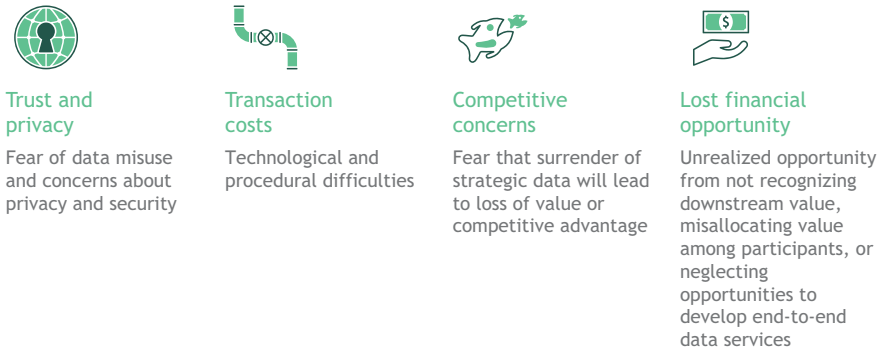 $
Trust and
privacy
Fear of data misuse
and concerns about
privacy and security
Transaction
costs
Technological and
procedural difficulties
Competitive
concerns
Fear that surrender of
strategic data will lead
to loss of value or
competitive advantage
Lost financial
opportunity
Unrealized opportunity
from not recognizing
downstream value,
misallocating value
among participants, or
neglecting
opportunities to
develop end-to-end
data services